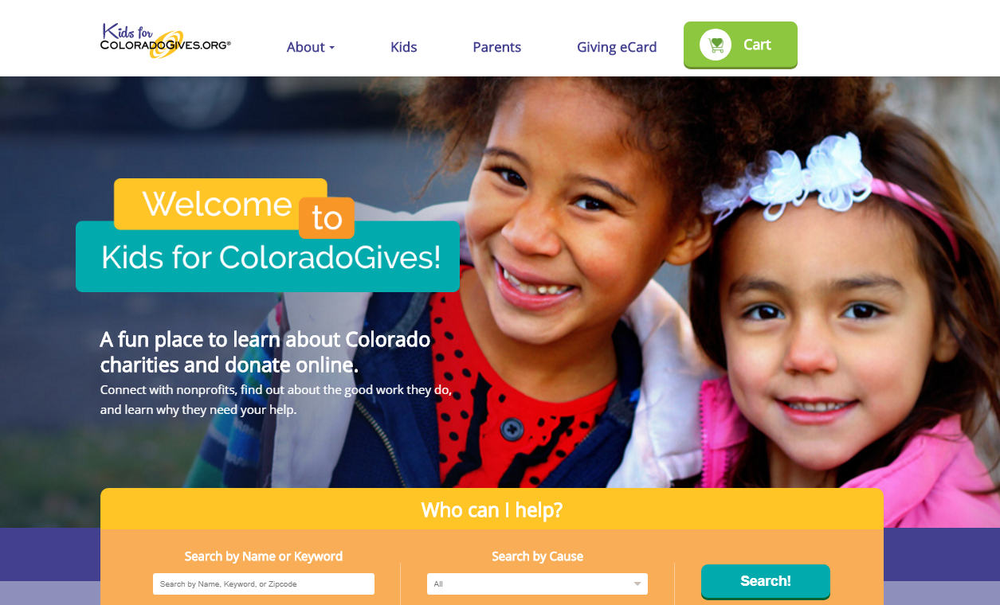 Kids for
COLORADOGIVES.ORG®
About
Kids
Parents
Giving eCard
Cart
Welcome
to
Kids for ColoradoGives!
A fun place to learn about Colorado
charities and donate online.
Connect with nonprofits, find out about the good work they do,
and learn why they need your help.
Who can I help?
Search by Name or Keyword
Search by Name, Keyword, or Zipcode
Search by Cause
All
Search!